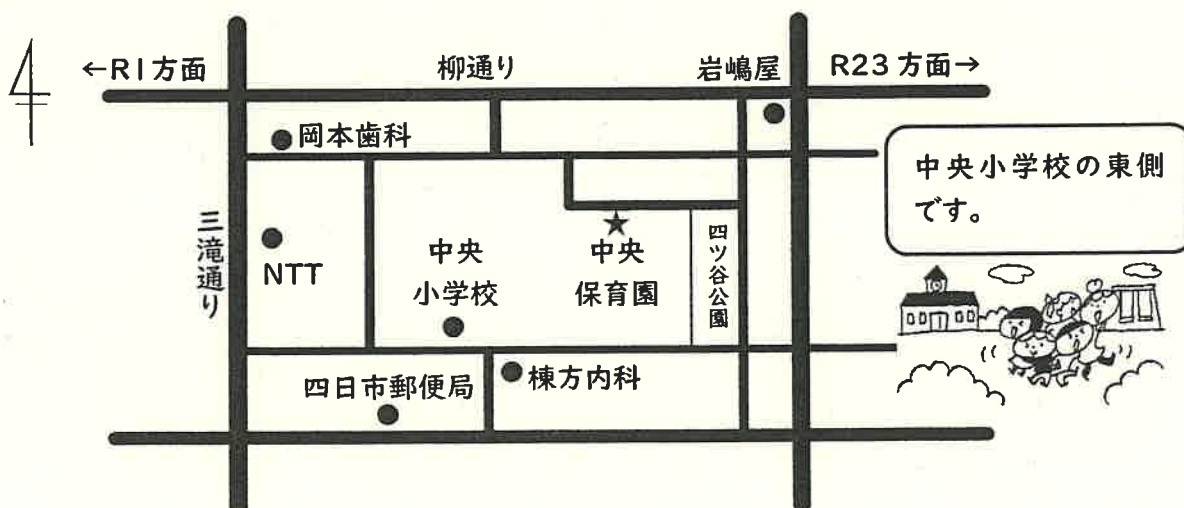 ←R1方面
柳通り
岩嶋屋
R23方面→
岡本歯科
中央小学校の東側
です。
三滝通り
NTT
中央
小学校
中央
保育園
四ツ谷公園
四日市郵便局
棟方内科